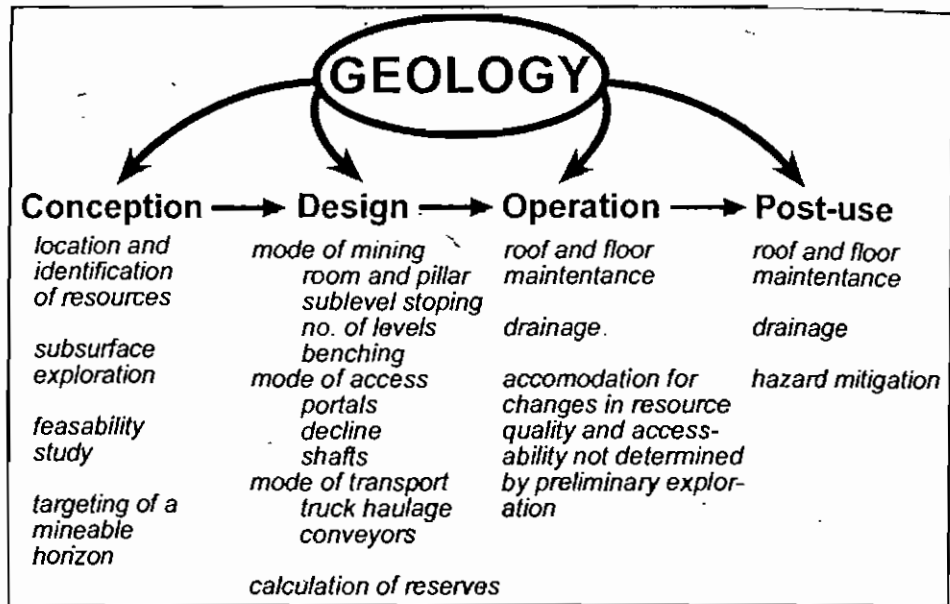 GEOLOGY
Conception
location and
identification
of resources
subsurface
exploration
feasability
study
targeting of a
mineable
horizon
Design
mode of mining
room and pillar
sublevel stoping
no. of levels
benching
mode of access
portals
decline
shafts
mode of transport
truck haulage
conveyors
calculation of reserves
Operation
roof and floor
maintentance
drainage.
accomodation for
changes in resource
quality and access-
ability not determined
by preliminary explor-
ation
Post-use
roof and floor
maintentance
drainage
hazard mitigation